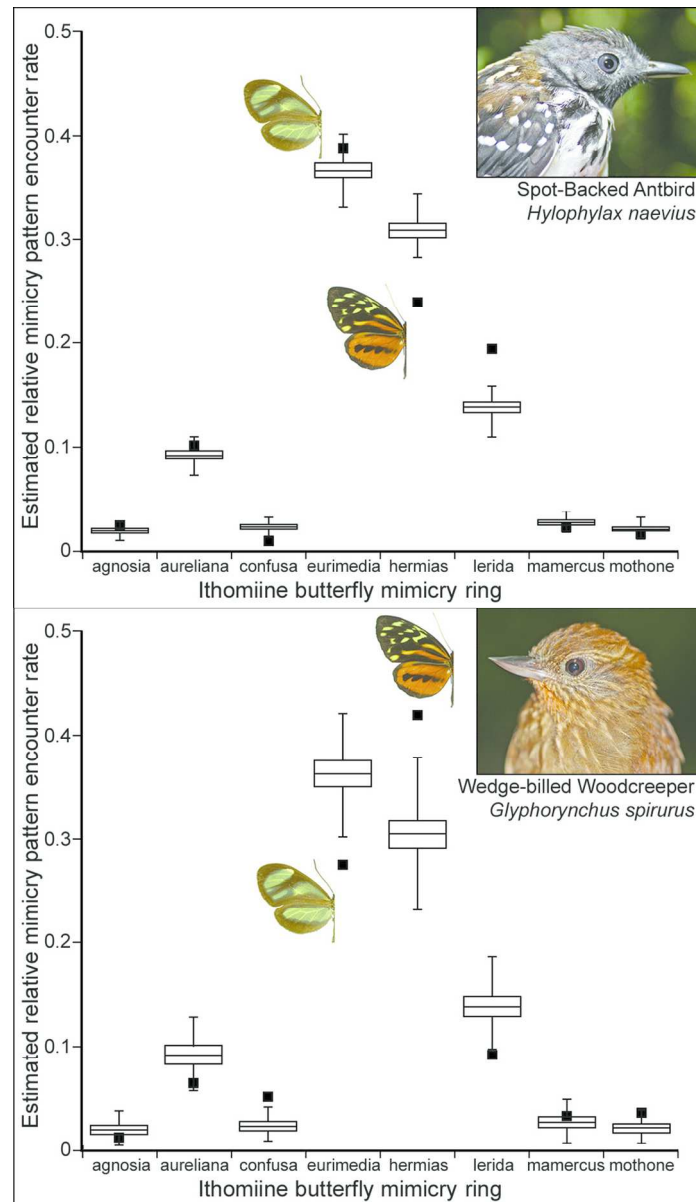 Estimated relative mimicry pattern encounter rate
0.5
0.4
0.3
0.2
0.1
0
Spot-Backed Antbird
Hylophylax naevius
agnosia aureliana confusa eurimedia hermias lerida mamercus mothone
Ithomiine butterfly mimicry ring
Estimated relative mimicry pattern encounter rate
0.5
0.4
0.3
0.2
0.1
0
Wedge-billed Woodcreeper
Glyphorynchus spirurus
agnosia aureliana confusa eurimedia hermias lerida mamercus mothone
Ithomiine butterfly mimicry ring